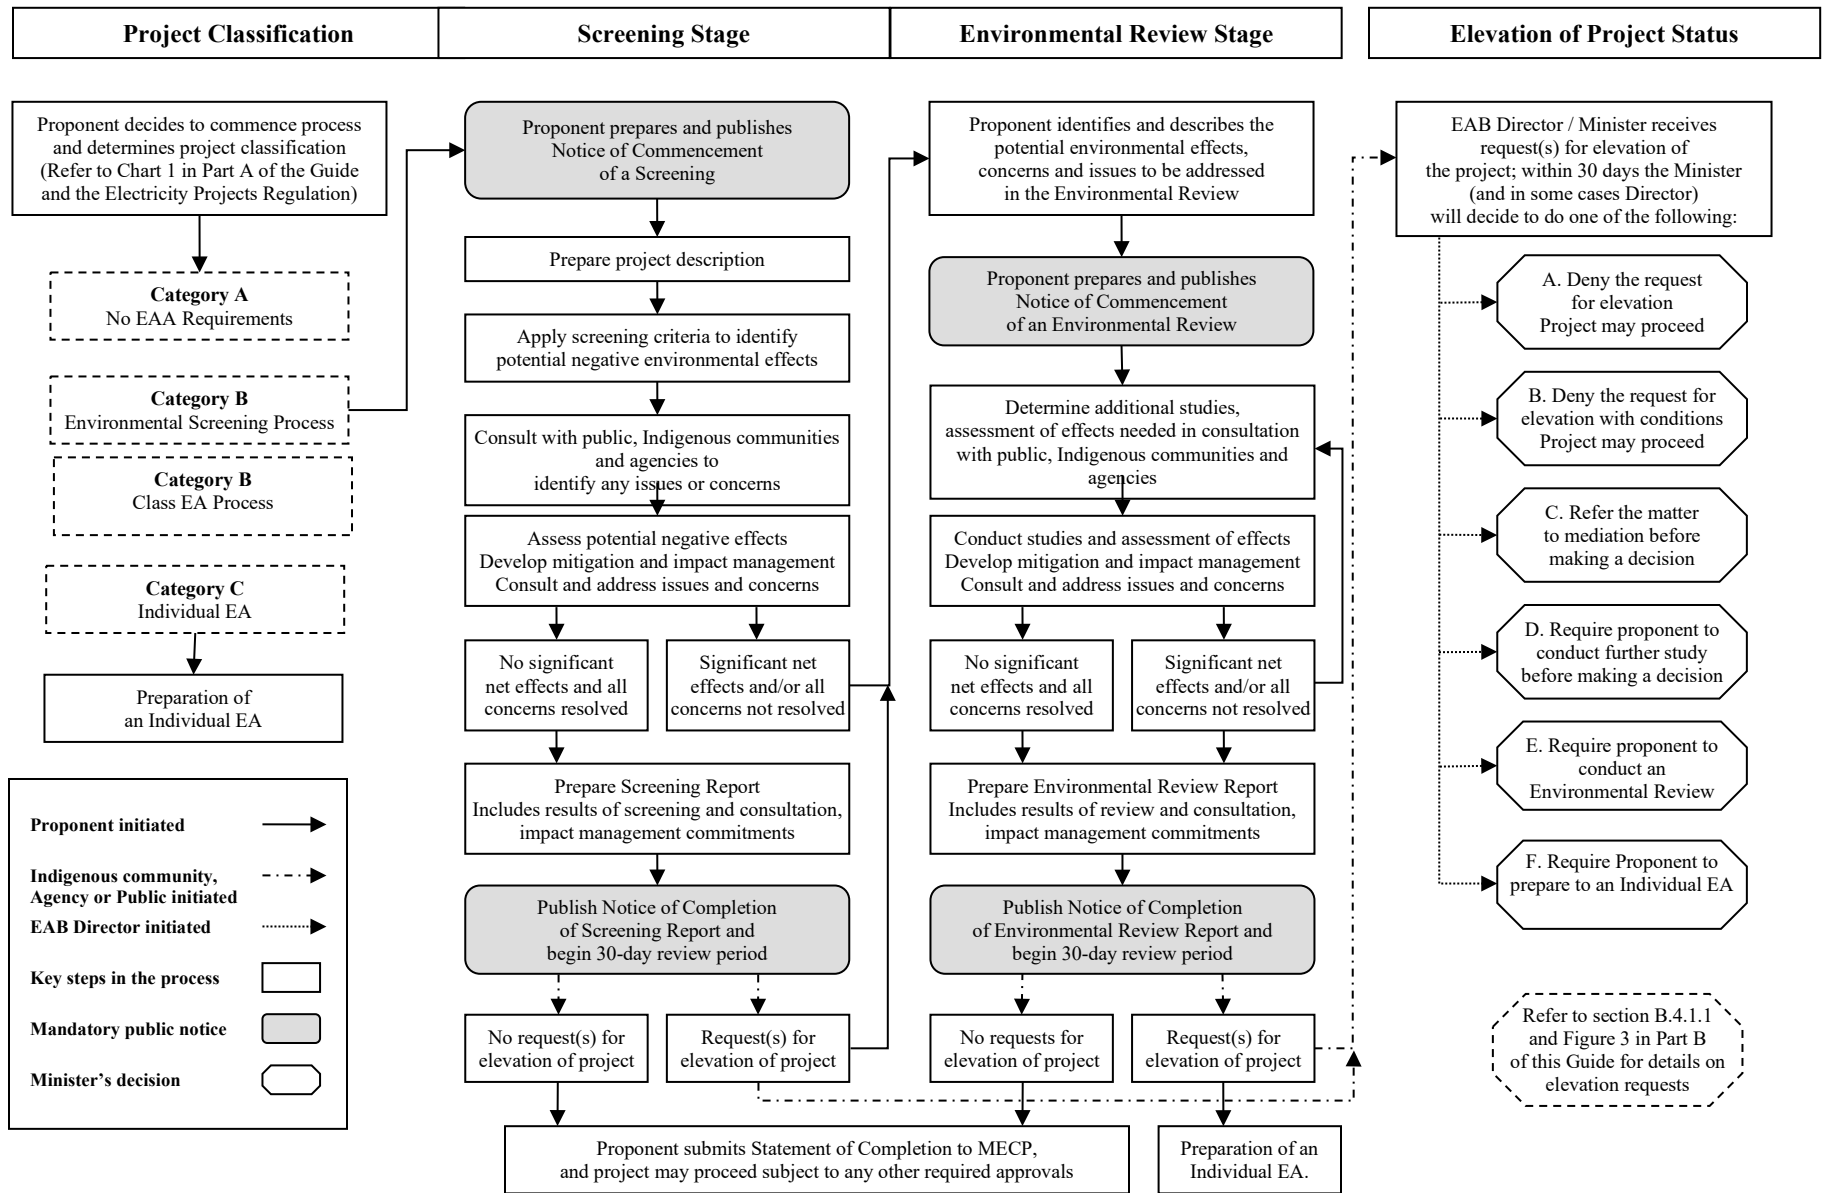 Project Classification
Screening Stage
Environmental Review Stage
Elevation of Project Status
Proponent decides to commence process
and determines project classification
(Refer to Chart 1 in Part A of the Guide
and the Electricity Projects Regulation)
Category A
No EAA Requirements
Category B
Environmental Screening Process
Category B
Class EA Process
Category C
Individual EA
Preparation of
an Individual EA
Proponent initiated
Indigenous community,
Agency or Public initiated
EAB Director initiated
Key steps in the process
Mandatory public notice
Minister’s decision
Proponent prepares and publishes
Notice of Commencement
of a Screening
Prepare project description
Apply screening criteria to identify
potential negative environmental effects
Consult with public, Indigenous communities
and agencies to
identify any issues or concerns
Assess potential negative effects
Develop mitigation and impact management
Consult and address issues and concerns
No significant
net effects and all
concerns resolved
Significant net
effects and/or all
concerns not resolved
Prepare Screening Report
Includes results of screening and consultation,
impact management commitments
Publish Notice of Completion
of Screening Report and
begin 30-day review period
No request(s) for
elevation of project
Request(s) for
elevation of project
Proponent submits Statement of Completion to MECP,
and project may proceed subject to any other required approvals
Proponent identifies and describes the
potential environmental effects,
concerns and issues to be addressed
in the Environmental Review
Proponent prepares and publishes
Notice of Commencement
of an Environmental Review
Determine additional studies,
assessment of effects needed in consultation
with public, Indigenous communities and
agencies
Conduct studies and assessment of effects
Develop mitigation and impact management
Consult and address issues and concerns
No significant
net effects and all
concerns resolved
Significant net
effects and/or all
concerns not resolved
Prepare Environmental Review Report
Includes results of review and consultation,
impact management commitments
Publish Notice of Completion
of Environmental Review Report and
begin 30-day review period
No requests for
elevation of project
Request(s) for
elevation of project
Preparation of an
Individual EA.
EAB Director / Minister receives
request(s) for elevation of
the project; within 30 days the Minister
(and in some cases Director)
will decide to do one of the following:
A. Deny the request
for elevation
Project may proceed
B. Deny the request for
elevation with conditions
Project may proceed
C. Refer the matter
to mediation before
making a decision
D. Require proponent to
conduct further study
before making a decision
E. Require proponent to
conduct an
Environmental Review
F. Require Proponent to
prepare to an Individual EA
Refer to section B.4.1.1
and Figure 3 in Part B
of this Guide for details on
elevation requests